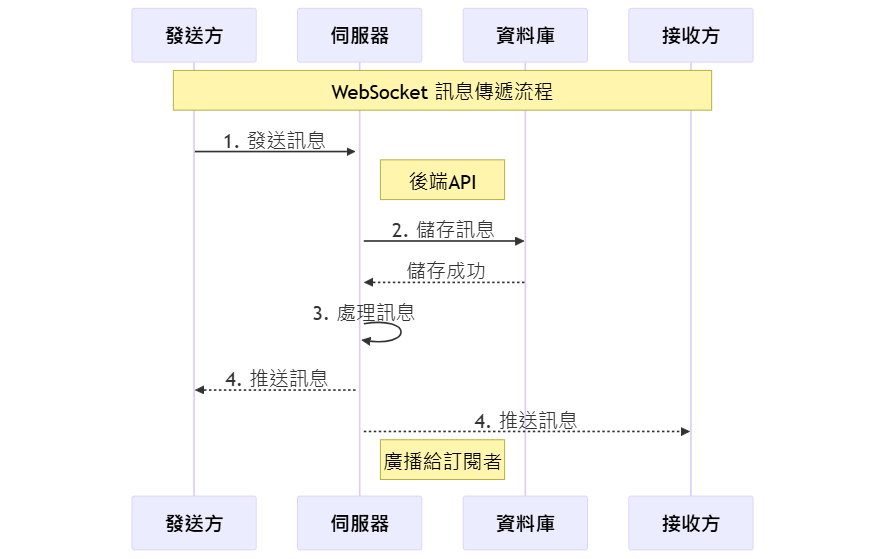 發送方
伺服器
資料庫
接收方
WebSocket 訊息傳遞流程
1. 發送訊息
後端API
2. 儲存訊息
儲存成功
3. 處理訊息
4. 推送訊息
4. 推送訊息
廣播給訂閱者
發送方
伺服器
資料庫
接收方